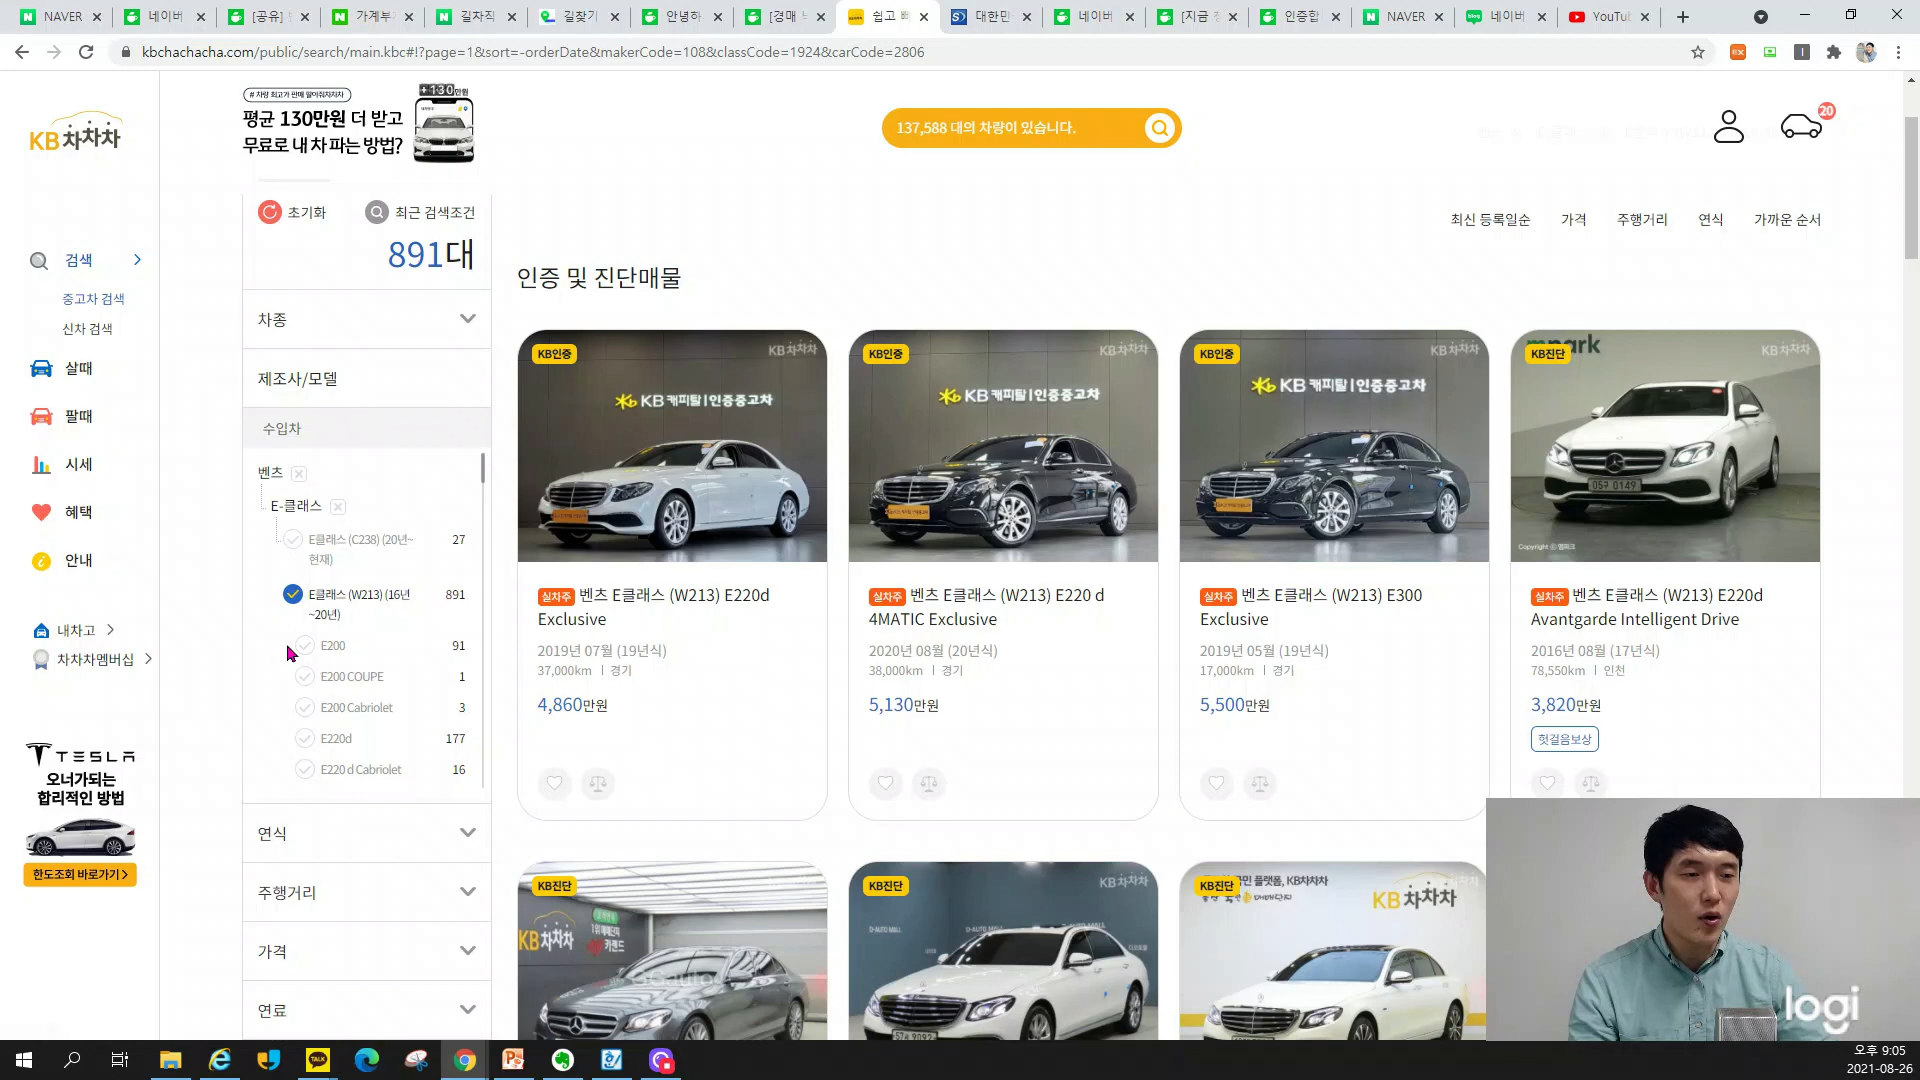 NAVER
네이버
[공유]
가계부
길차직
길찾기
안녕하
[경매
쉽고
대한민
네이버
[지금
인증합
NAVER
네이버
YouTu
kbchachacha.com/public/search/main.kbc#!?page=1&sort=-orderDate&makerCode=108&classCode=1924&carCode=2806
KB차차차
# 차량 최고가 판매 팔아줘차차차
평균 130만원 더 받고
무료로 내 차 파는 방법?
+130만원
137,588 대의 차량이 있습니다.
20
검색
중고차 검색
신차 검색
살때
팔때
시세
혜택
안내
내차고
차차차멤버십
TESLA
오너가되는
합리적인 방법
한도조회 바로가기
초기화
최근 검색조건
891대
차종
제조사/모델
수입차
벤츠
E-클래스
E클래스 (C238) (20년~
현재)
27
E클래스 (W213) (16년
~20년)
891
E200 91
E200 COUPE 1
E200 Cabriolet 3
E220d 177
E220 d Cabriolet 16
연식
주행거리
가격
연료
최신 등록일순 가격 주행거리 연식 가까운 순서
인증 및 진단매물
KB인증
KB차차차
KB 캐피탈 | 인증중고차
실차주 벤츠 E클래스 (W213) E220d
Exclusive
2019년 07월 (19년식)
37,000km | 경기
4,860만원
KB인증
KB차차차
KB 캐피탈 | 인증중고차
실차주 벤츠 E클래스 (W213) E220 d
4MATIC Exclusive
2020년 08월 (20년식)
38,000km | 경기
5,130만원
KB인증
KB차차차
KB 캐피탈 | 인증중고차
실차주 벤츠 E클래스 (W213) E300
Exclusive
2019년 05월 (19년식)
17,000km | 경기
5,500만원
KB진단
KB차차차
05구 0149
Copyright ⓒ 엠파크
실차주 벤츠 E클래스 (W213) E220d
Avantgarde Intelligent Drive
2016년 08월 (17년식)
78,550km | 인천
3,820만원
헛걸음보상
KB진단
KB차차차
KB진단
KB차차차
D-AUTO MALL
KB진단
국민 플랫폼, KB차차차
KB차차차
logi
TALK
오후 9:05
2021-08-26